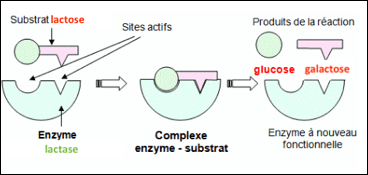 Substrat lactose
Sites actifs
Produits de la réaction
glucose
galactose
Enzyme
lactase
Complexe
enzyme - substrat
Enzyme à nouveau
fonctionnelle